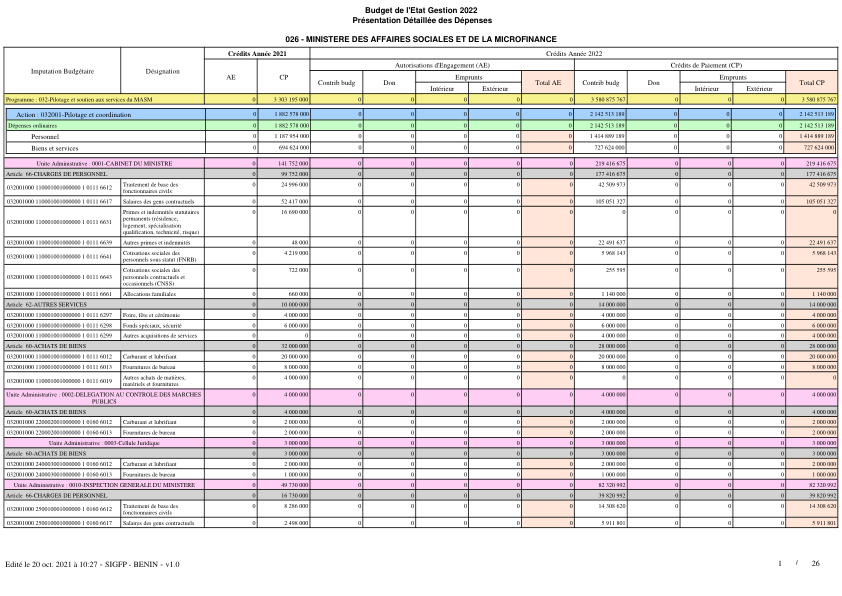 Budget de l'Etat Gestion 2022
Présentation Détaillée des Dépenses
026 - MINISTERE DES AFFAIRES SOCIALES ET DE LA MICROFINANCE
Imputation Budgétaire Désignation Crédits Année 2021 Crédits Année 2022
Autorisations d'Engagement (AE) Crédits de Paiement (CP)
AE CP Contrib budg Don Emprunts Total AE Contrib budg Don Emprunts Total CP
Intérieur Extérieur Intérieur Extérieur
Programme : 032-Pilotage et soutien aux services du MASM 0 3 303 195 000 0 0 0 0 0 3 580 875 767 0 0 0 3 580 875 767
Action : 032001-Pilotage et coordination 0 1 882 578 000 0 0 0 0 0 2 142 513 189 0 0 0 2 142 513 189
Dépenses ordinaires 0 1 882 578 000 0 0 0 0 0 2 142 513 189 0 0 0 2 142 513 189
Personnel 0 1 187 954 000 0 0 0 0 0 1 414 889 189 0 0 0 1 414 889 189
Biens et services 0 694 624 000 0 0 0 0 0 727 624 000 0 0 0 727 624 000
Unite Administrative : 0001-CABINET DU MINISTRE 0 141 752 000 0 0 0 0 0 219 416 675 0 0 0 219 416 675
Article 66-CHARGES DE PERSONNEL 0 99 752 000 0 0 0 0 0 177 416 675 0 0 0 177 416 675
032001000 110001001000000 1 0111 6612 Traitement de base des 0 24 996 000 0 0 0 0 0 42 509 973 0 0 0 42 509 973
fonctionnaires civils
032001000 110001001000000 1 0111 6617 Salaires des gens contractuels 0 52 417 000 0 0 0 0 0 105 051 327 0 0 0 105 051 327
032001000 110001001000000 1 0111 6631 Primes et indemnités statutaires 0 16 690 000 0 0 0 0 0 0 0 0 0 0
permanents (résidence,
logement, spécialisation
qualification, technicité, risque)
032001000 110001001000000 1 0111 6639 Autres primes et indemnités 0 48 000 0 0 0 0 0 22 491 637 0 0 0 22 491 637
032001000 110001001000000 1 0111 6641 Cotisations sociales des 0 4 219 000 0 0 0 0 0 5 968 143 0 0 0 5 968 143
personnels sous statut (FNRB)
032001000 110001001000000 1 0111 6643 Cotisations sociales des 0 722 000 0 0 0 0 0 255 595 0 0 0 255 595
personnels contractuels et
occasionnels (CNSS)
032001000 110001001000000 1 0111 6661 Allocations familiales 0 660 000 0 0 0 0 0 1 140 000 0 0 0 1 140 000
Article 62-AUTRES SERVICES 0 10 000 000 0 0 0 0 0 14 000 000 0 0 0 14 000 000
032001000 110001001000000 1 0111 6297 Foire, fête et cérémonie 0 4 000 000 0 0 0 0 0 4 000 000 0 0 0 4 000 000
032001000 110001001000000 1 0111 6298 Fonds spéciaux, sécurité 0 6 000 000 0 0 0 0 0 6 000 000 0 0 0 6 000 000
032001000 110001001000000 1 0111 6299 Autres acquisitions de services 0 0 0 0 0 0 0 4 000 000 0 0 0 4 000 000
Article 60-ACHATS DE BIENS 0 32 000 000 0 0 0 0 0 28 000 000 0 0 0 28 000 000
032001000 110001001000000 1 0111 6012 Carburant et lubrifiant 0 20 000 000 0 0 0 0 0 20 000 000 0 0 0 20 000 000
032001000 110001001000000 1 0111 6013 Fournitures de bureau 0 8 000 000 0 0 0 0 0 8 000 000 0 0 0 8 000 000
032001000 110001001000000 1 0111 6019 Autres achats de matières, 0 4 000 000 0 0 0 0 0 0 0 0 0 0
matériels et fournitures
Unite Administrative : 0002-DELEGATION AU CONTROLE DES MARCHES 0 4 000 000 0 0 0 0 0 4 000 000 0 0 0 4 000 000
PUBLICS
Article 60-ACHATS DE BIENS 0 4 000 000 0 0 0 0 0 4 000 000 0 0 0 4 000 000
032001000 220002001000000 1 0160 6012 Carburant et lubrifiant 0 2 000 000 0 0 0 0 0 2 000 000 0 0 0 2 000 000
032001000 220002001000000 1 0160 6013 Fournitures de bureau 0 2 000 000 0 0 0 0 0 2 000 000 0 0 0 2 000 000
Unite Administrative : 0003-Cellule Juridique 0 3 000 000 0 0 0 0 0 3 000 000 0 0 0 3 000 000
Article 60-ACHATS DE BIENS 0 3 000 000 0 0 0 0 0 3 000 000 0 0 0 3 000 000
032001000 240003001000000 1 0160 6012 Carburant et lubrifiant 0 2 000 000 0 0 0 0 0 2 000 000 0 0 0 2 000 000
032001000 240003001000000 1 0160 6013 Fournitures de bureau 0 1 000 000 0 0 0 0 0 1 000 000 0 0 0 1 000 000
Unite Administrative : 0010-INSPECTION GENERALE DU MINISTERE 0 49 730 000 0 0 0 0 0 82 320 992 0 0 0 82 320 992
Article 66-CHARGES DE PERSONNEL 0 16 730 000 0 0 0 0 0 39 820 992 0 0 0 39 820 992
032001000 250010001000000 1 0160 6612 Traitement de base des 0 8 286 000 0 0 0 0 0 14 308 620 0 0 0 14 308 620
fonctionnaires civils
032001000 250010001000000 1 0160 6617 Salaires des gens contractuels 0 2 498 000 0 0 0 0 0 5 911 801 0 0 0 5 911 801
Edité le 20 oct. 2021 à 10:27 - SIGFP - BENIN - v1.0 1 / 26